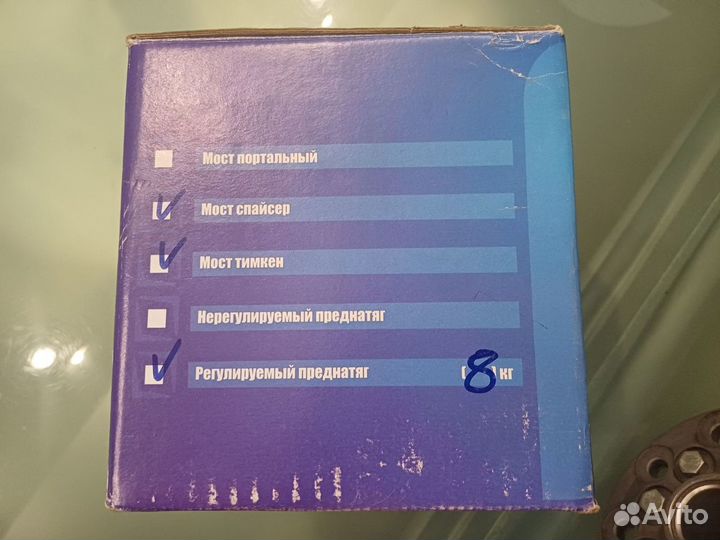 Мост портальный
Мост спайсер
Мост тимкен
Нерегулируемый преднатяг
Регулируемый преднатяг 8 кг
Avito